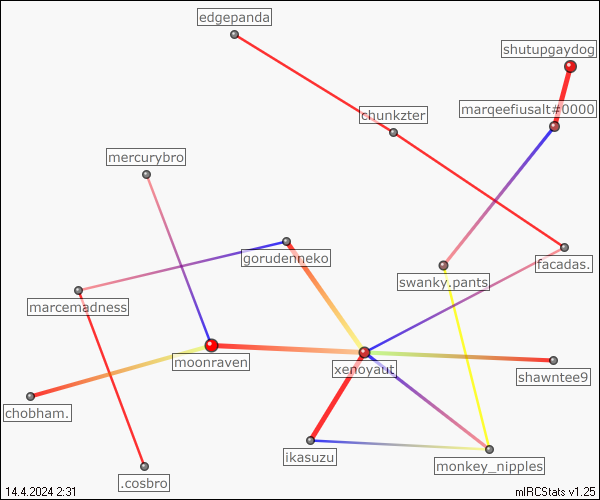 edgepanda
shutupgaydog
marqeefiusalt#0000
chunkzter
mercurybro
gorudenneko
facadas.
swanky.pants
marcemadness
moonraven
xenoyaut
shawntee9
chobham.
ikasuzu
monkey_nipples
.cosbro
14.4.2024 2:31
mIRCStats v1.25